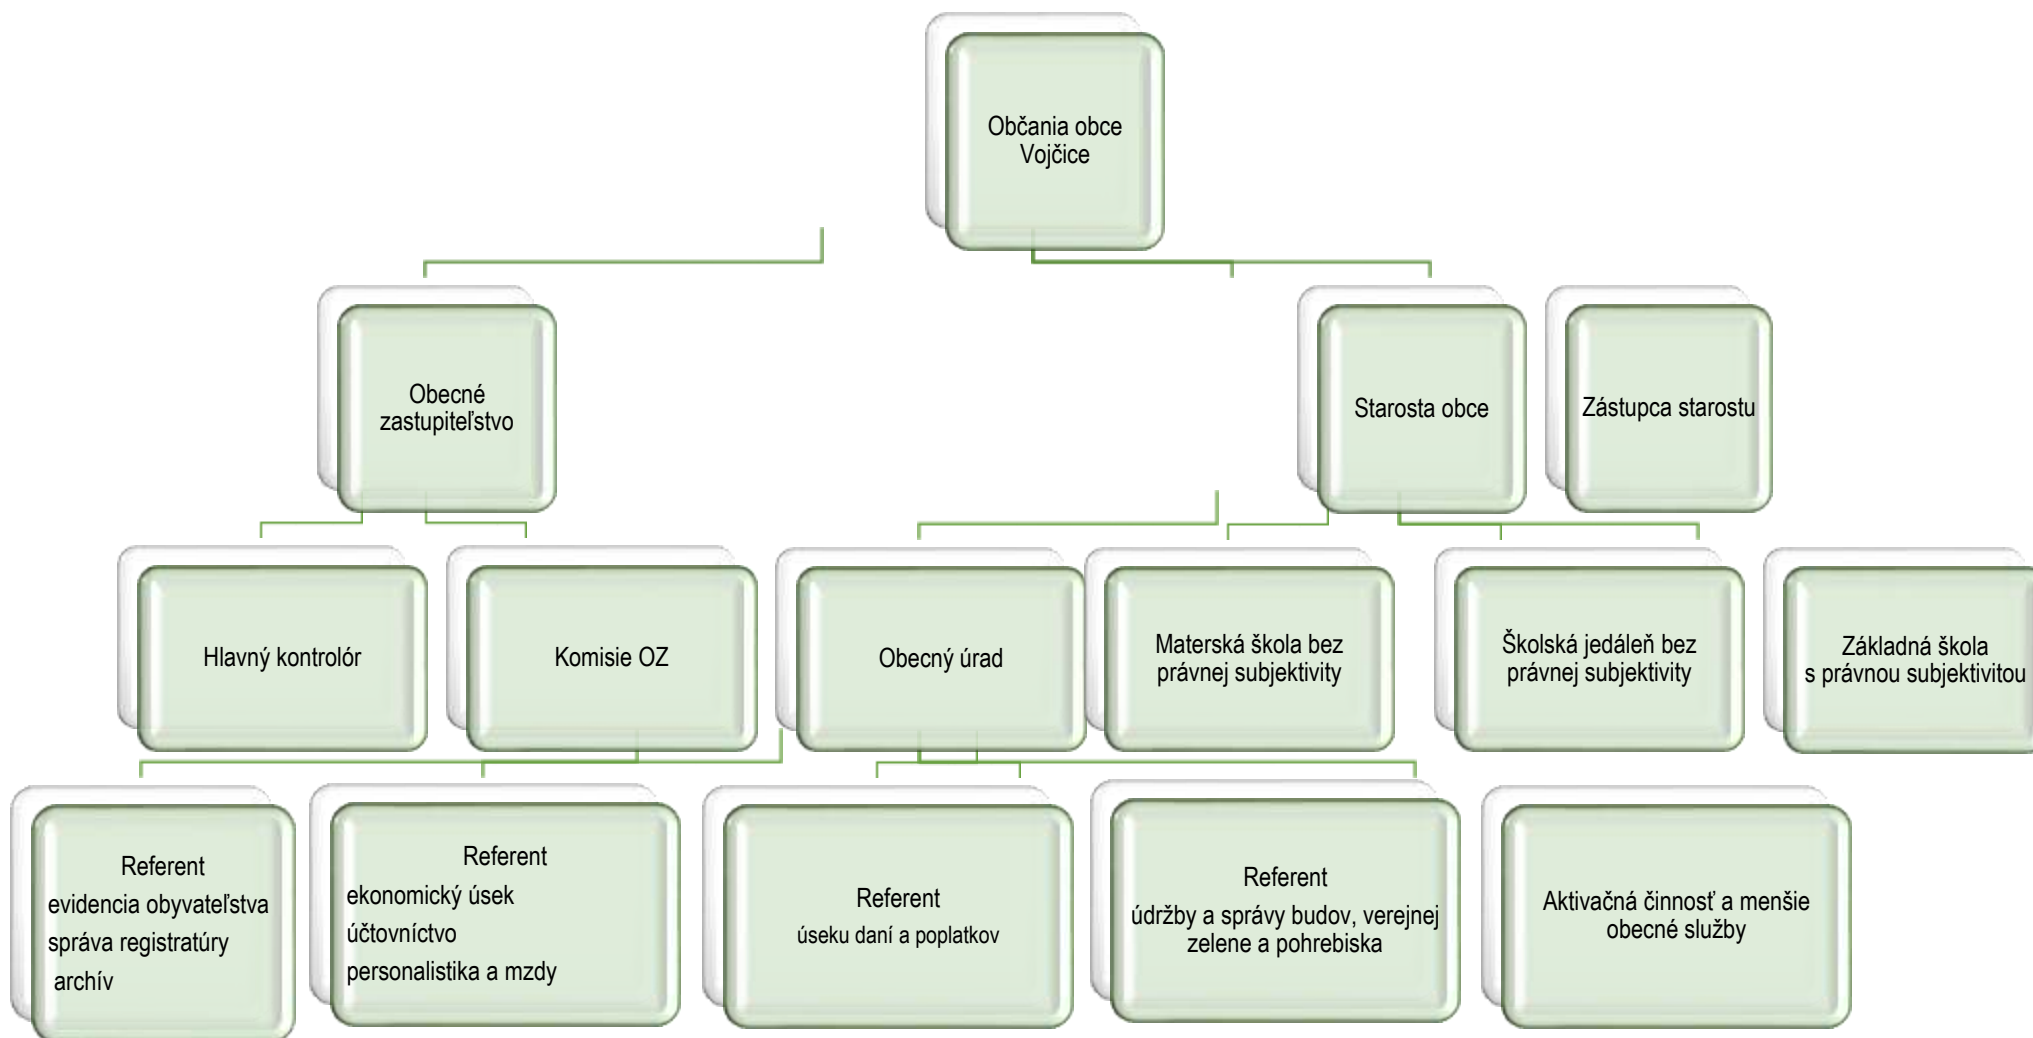 Občania obce
Vojčice
Obecné
zastupiteľstvo
Starosta obce
Zástupca starostu
Hlavný kontrolór
Komisie OZ
Obecný úrad
Materská škola bez
právnej subjektivity
Školská jedáleň bez
právnej subjektivity
Základná škola
s právnou subjektivitou
Referent
evidencia obyvateľstva
správa registratúry
archív
Referent
ekonomický úsek
účtovníctvo
personalistika a mzdy
Referent
úseku daní a poplatkov
Referent
údržby a správy budov, verejnej
zelene a pohrebiska
Aktivačná činnosť a menšie
obecné služby